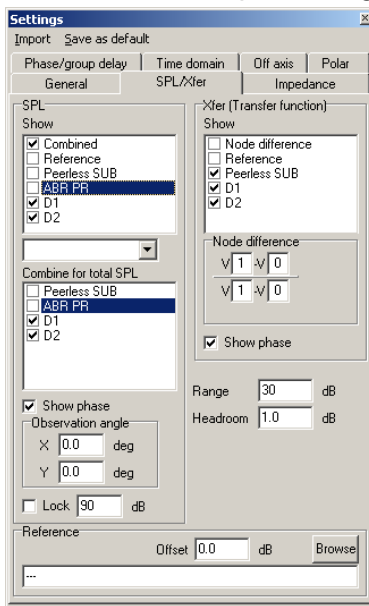 Settings
Import Save as default
Phase/group delay Time domain Off axis Polar
General SPL/Xfer Impedance
SPL
Show
Combined
Reference
Peerless SUB
ABR PR
D1
D2
Combine for total SPL
Peerless SUB
ABR PR
D1
D2
Show phase
Observation angle
X 0.0 deg
Y 0.0 deg
Lock 90 dB
Xfer (Transfer function)
Show
Node difference
Reference
Peerless SUB
D1
D2
Node difference
V 1 -V 0
V 1 -V 0
Show phase
Range 30 dB
Headroom 1.0 dB
Reference
Offset 0.0 dB Browse
---